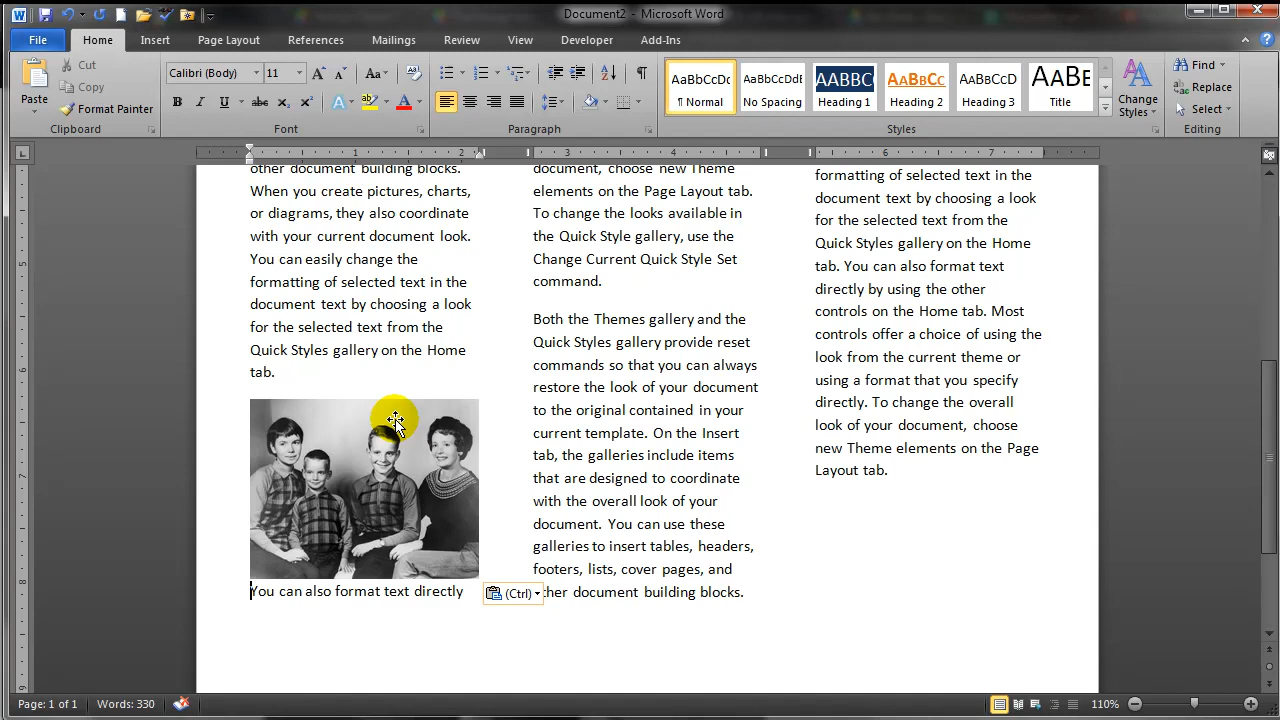 Document2 - Microsoft Word
File Home Insert Page Layout References Mailings Review View Developer Add-Ins
Paste
Cut
Copy
Format Painter
Clipboard
Calibri (Body) 11
Font
Paragraph
AaBbCcDc AaBbCcDdE AABBC AABBCC AaBbCcD AaBb
¶ Normal No Spacing Heading 1 Heading 2 Heading 3 Title
Change Styles
Styles
Find
Replace
Select
Editing
1 2 3 4 6 7
other document building blocks.
When you create pictures, charts,
or diagrams, they also coordinate
with your current document look.
You can easily change the
formatting of selected text in the
document text by choosing a look
for the selected text from the
Quick Styles gallery on the Home
tab.
You can also format text directly
(Ctrl)
document, choose new Theme
elements on the Page Layout tab.
To change the looks available in
the Quick Style gallery, use the
Change Current Quick Style Set
command.
Both the Themes gallery and the
Quick Styles gallery provide reset
commands so that you can always
restore the look of your document
to the original contained in your
current template. On the Insert
tab, the galleries include items
that are designed to coordinate
with the overall look of your
document. You can use these
galleries to insert tables, headers,
footers, lists, cover pages, and
ther document building blocks.
formatting of selected text in the
document text by choosing a look
for the selected text from the
Quick Styles gallery on the Home
tab. You can also format text
directly by using the other
controls on the Home tab. Most
controls offer a choice of using the
look from the current theme or
using a format that you specify
directly. To change the overall
look of your document, choose
new Theme elements on the Page
Layout tab.
Page: 1 of 1 Words: 330 110%